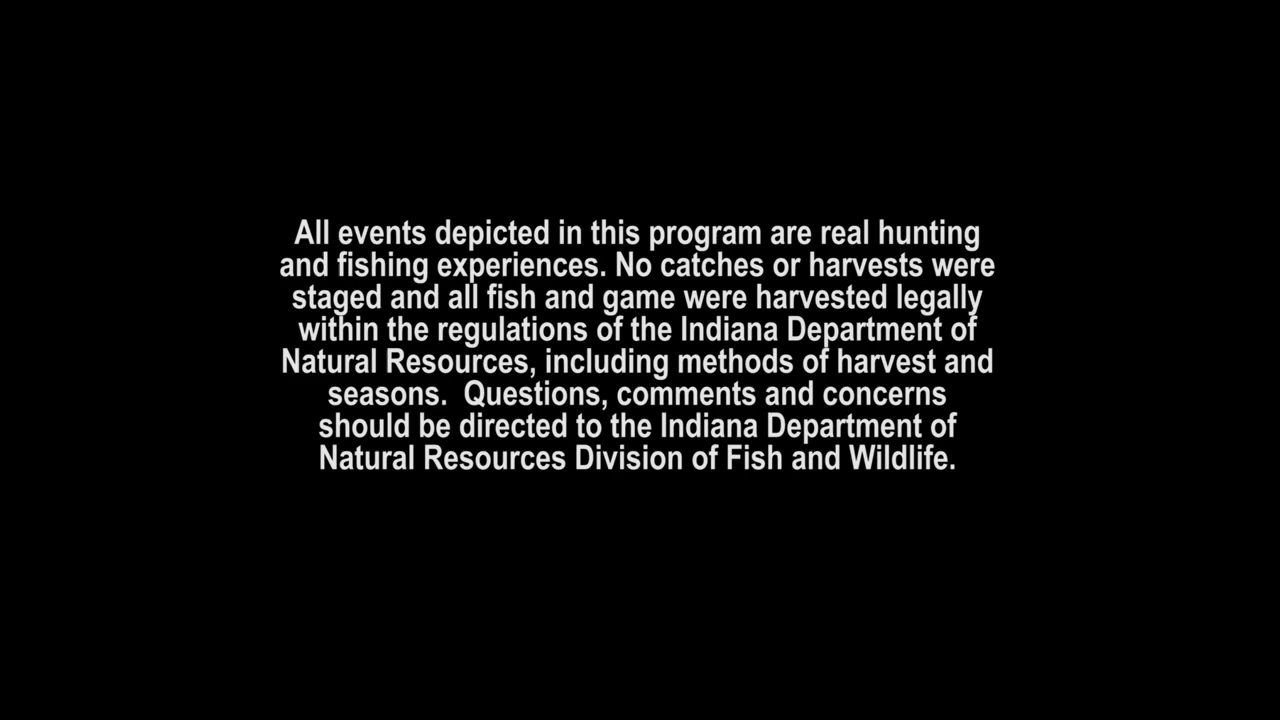 All events depicted in this program are real hunting
and fishing experiences. No catches or harvests were
staged and all fish and game were harvested legally
within the regulations of the Indiana Department of
Natural Resources, including methods of harvest and
seasons.  Questions, comments and concerns
should be directed to the Indiana Department of
Natural Resources Division of Fish and Wildlife.